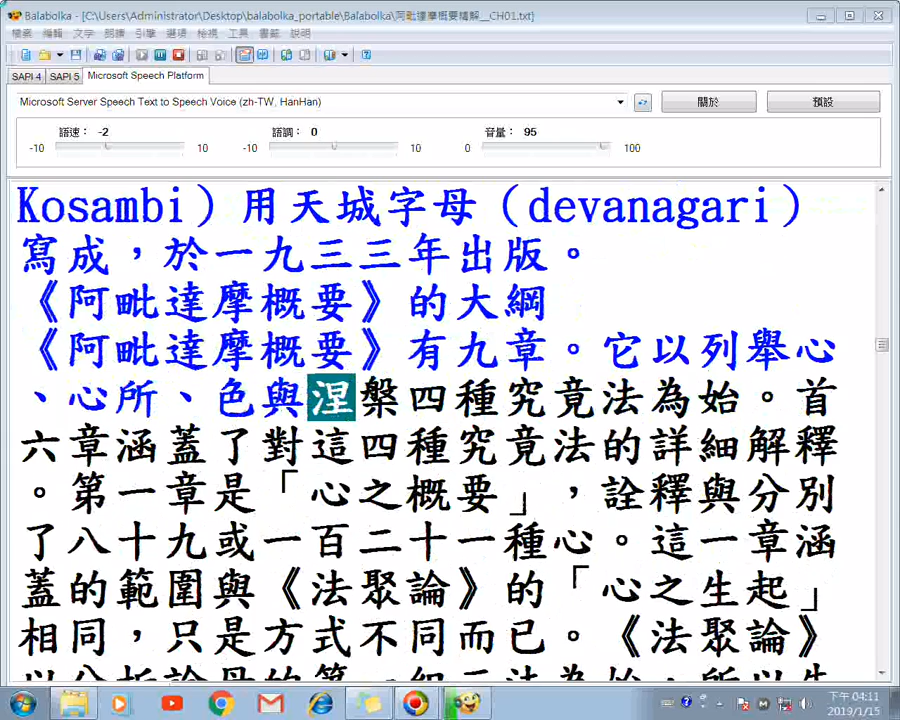 Balabolka - [C:\Users\Administrator\Desktop\balabolka_portable\Balabolka\阿毗達摩概要精解__CH01.txt]
檔案 編輯 文字 朗讀 引擎 選項 檢視 工具 書籤 說明
SAPI 4 SAPI 5 Microsoft Speech Platform
Microsoft Server Speech Text to Speech Voice (zh-TW, HanHan) 關於 預設
語速： -2 語調： 0 音量： 95
-10 10 -10 10 0 100
Kosambi）用天城字母（devanagari）
寫成，於一九三三年出版。
《阿毗達摩概要》的大綱
《阿毗達摩概要》有九章。它以列舉心
、心所、色與涅槃四種究竟法為始。首
六章涵蓋了對這四種究竟法的詳細解釋
。第一章是「心之概要」，詮釋與分別
了八十九或一百二十一種心。這一章涵
蓋的範圍與《法聚論》的「心之生起」
相同，只是方式不同而已。《法聚論》
下午 04:11
2019/1/15